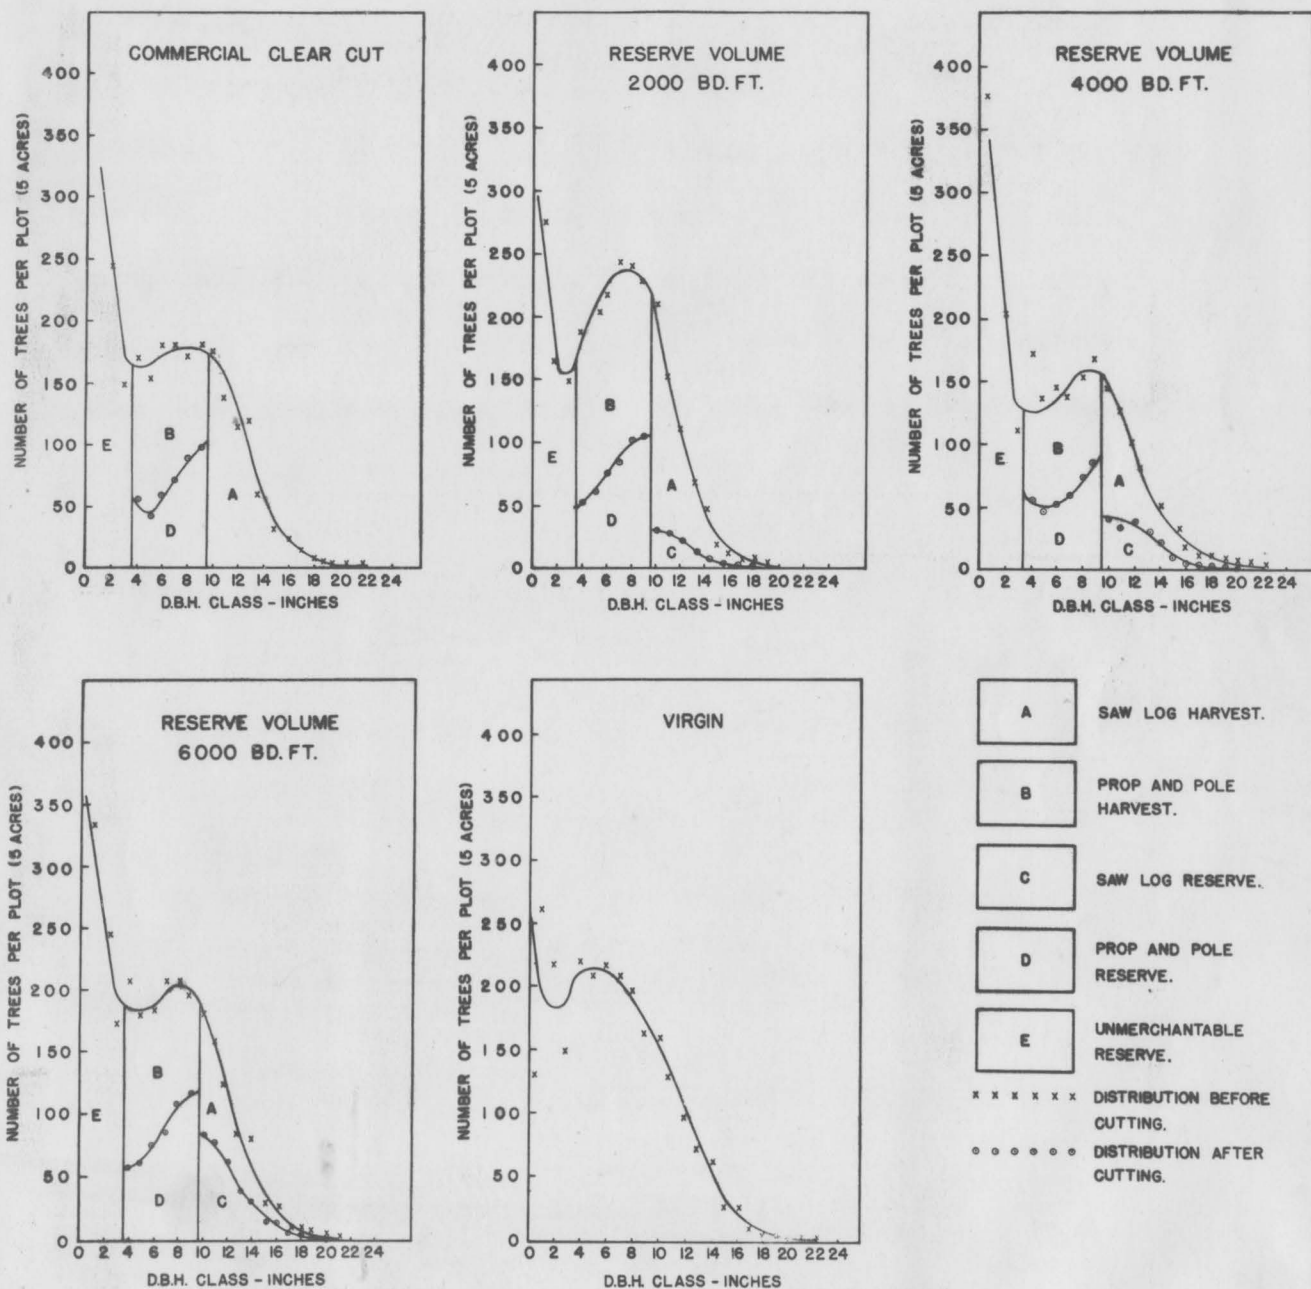 COMMERCIAL CLEAR CUT
NUMBER OF TREES PER PLOT (5 ACRES)
400
350
300
250
200
150
100
50
0
E
B
D
A
0 2 4 6 8 10 12 14 16 18 20 22 24
D.B.H. CLASS - INCHES
RESERVE VOLUME
2000 BD. FT.
NUMBER OF TREES PER PLOT (5 ACRES)
400
350
300
250
200
150
100
50
0
E
B
D
A
C
0 2 4 6 8 10 12 14 16 18 20 22 24
D.B.H. CLASS - INCHES
RESERVE VOLUME
4000 BD. FT.
NUMBER OF TREES PER PLOT (5 ACRES)
400
350
300
250
200
150
100
50
0
E
B
D
A
C
0 2 4 6 8 10 12 14 16 18 20 22 24
D.B.H. CLASS - INCHES
RESERVE VOLUME
6000 BD. FT.
NUMBER OF TREES PER PLOT (5 ACRES)
400
350
300
250
200
150
100
50
0
E
B
D
A
C
0 2 4 6 8 10 12 14 16 18 20 22 24
D.B.H. CLASS - INCHES
VIRGIN
NUMBER OF TREES PER PLOT (5 ACRES)
400
350
300
250
200
150
100
50
0
0 2 4 6 8 10 12 14 16 18 20 22 24
D.B.H. CLASS - INCHES
A SAW LOG HARVEST.
B PROP AND POLE
HARVEST.
C SAW LOG RESERVE.
D PROP AND POLE
RESERVE.
E UNMERCHANTABLE
RESERVE.
x x x x x x x DISTRIBUTION BEFORE
CUTTING.
DISTRIBUTION AFTER
CUTTING.